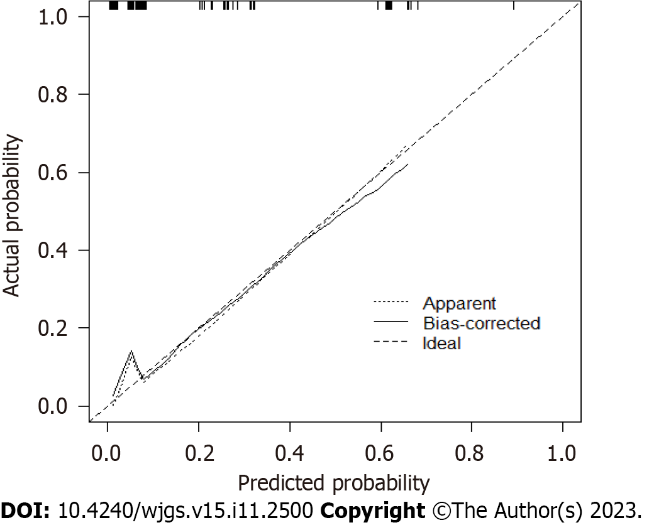 1.0
0.8
0.6
0.4
0.2
0.0
Actual probability
Apparent
Bias-corrected
Ideal
0.0 0.2 0.4 0.6 0.8 1.0
Predicted probability
DOI: 10.4240/wjgs.v15.i11.2500 Copyright ©The Author(s) 2023.